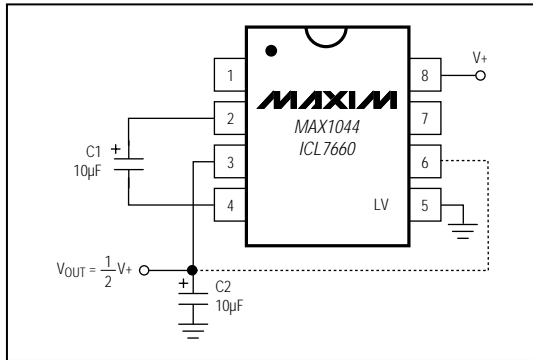 1
2
3
4
8
7
6
5
V+
MAXIM
MAX1044
ICL7660
LV
C1
+
10µF
VOUT = 1/2 V+
+
C2
10µF